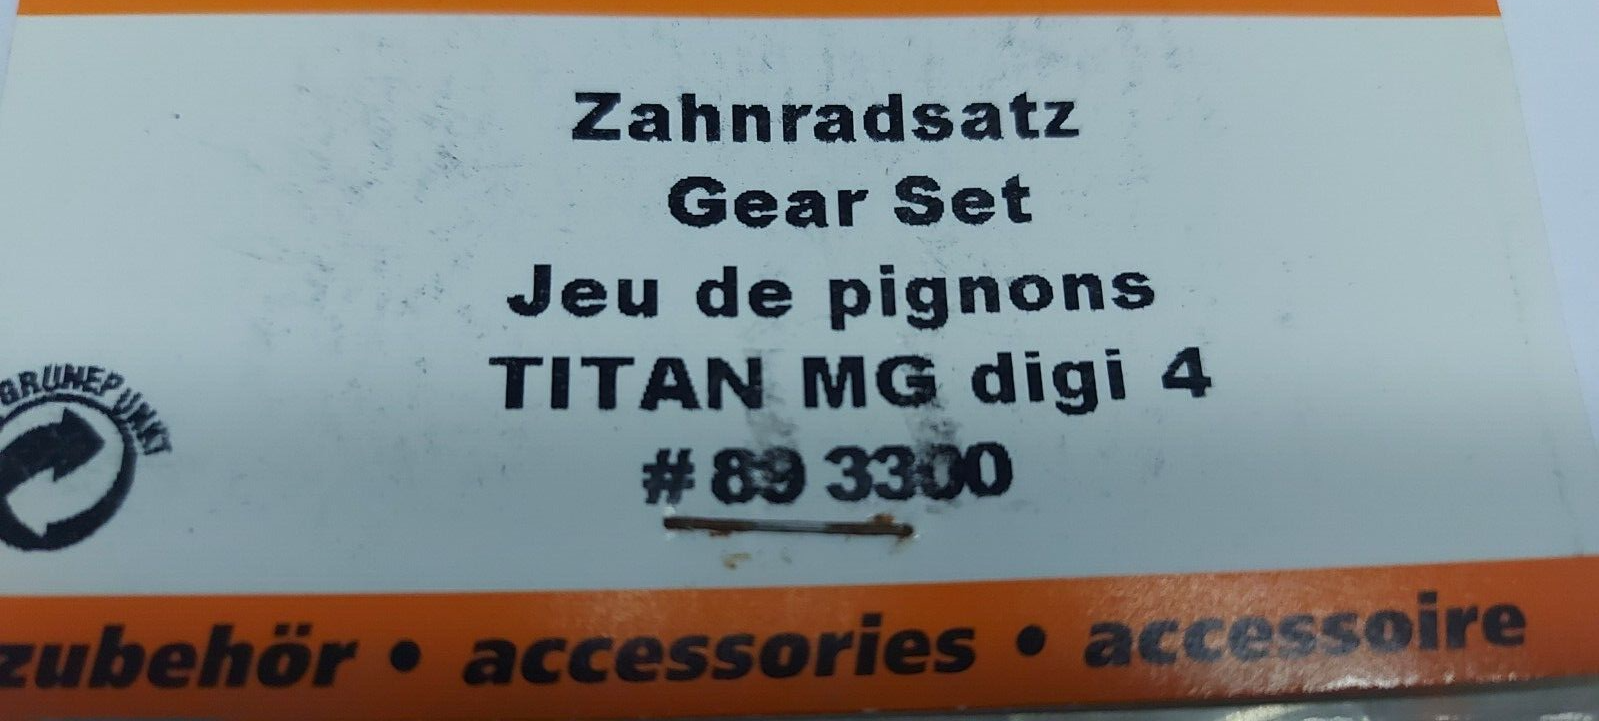 Zahnradsatz
Gear Set
Jeu de pignons
TITAN MG digi 4
# 89 3300
GRÜNE PUNKT
zubehör • accessories • accessoire